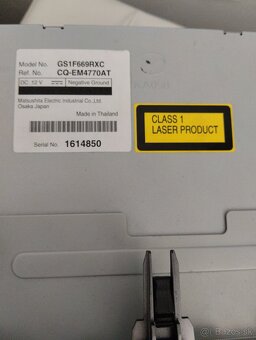 Model No. GS1F669RXC
Ref. No. CQ-EM4770AT
DC. 12 V Negative Ground
Matsushita Electric Industrial Co.,Ltd.
Osaka Japan
Made in Thailand
Serial No. 1614850
CLASS 1
LASER PRODUCT